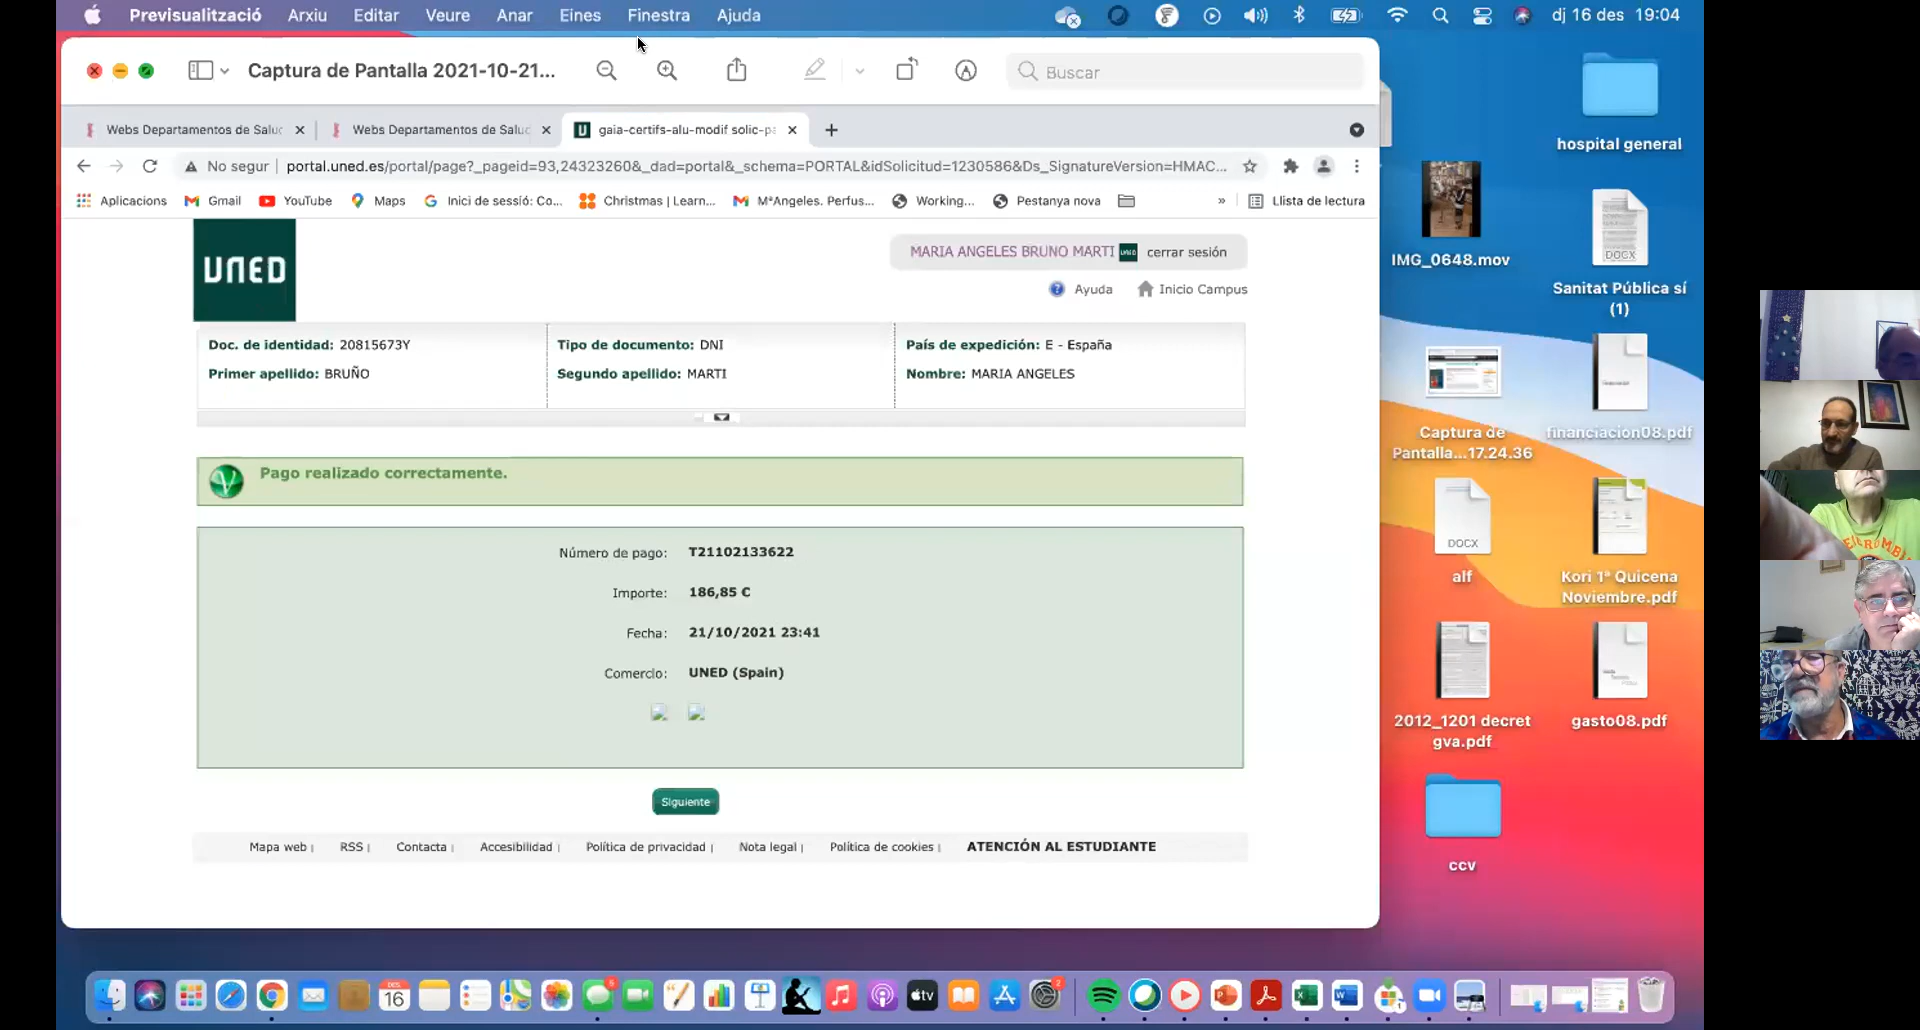 Previsualització Arxiu Editar Veure Anar Eines Finestra Ajuda dj 16 des 19:04
Captura de Pantalla 2021-10-21... Buscar
Webs Departamentos de Saluc Webs Departamentos de Saluc gaia-certifs-alu-modif solic-pa
No segur portal.uned.es/portal/page?_pageid=93,24323260&_dad=portal&_schema=PORTAL&idSolicitud=1230586&Ds_SignatureVersion=HMAC...
Aplicacions Gmail YouTube Maps Inici de sessió: Co... Christmas | Learn... MªAngeles. Perfus... Working... Pestanya nova » Llista de lectura
UNED
MARIA ANGELES BRUNO MARTI UNED cerrar sesión
Ayuda Inicio Campus
Doc. de identidad: 20815673Y Tipo de documento: DNI País de expedición: E - España
Primer apellido: BRUÑO Segundo apellido: MARTI Nombre: MARIA ANGELES
Pago realizado correctamente.
Número de pago: T21102133622
Importe: 186,85 €
Fecha: 21/10/2021 23:41
Comercio: UNED (Spain)
Siguiente
Mapa web | RSS | Contacta | Accesibilidad | Política de privacidad | Nota legal | Política de cookies | ATENCIÓN AL ESTUDIANTE
hospital general
IMG_0648.mov
DOCX
Sanitat Pública sí
(1)
Captura de
Pantalla...17.24.36
financiacion08.pdf
DOCX
alf
Kori 1ª Quicena
Noviembre.pdf
2012_1201 decret
gva.pdf
gasto08.pdf
ccv
DES.
16
tv